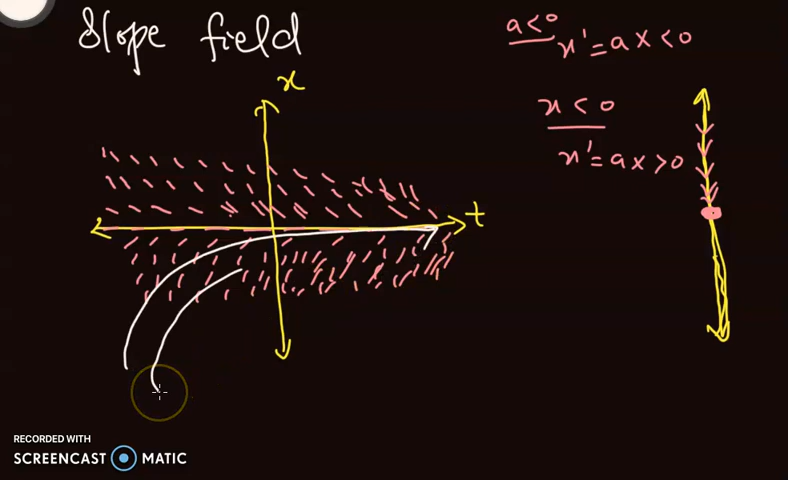 Slope field
a<0
x' = ax < 0
x
x < 0
x' = ax > 0
t
RECORDED WITH
SCREENCAST MATIC